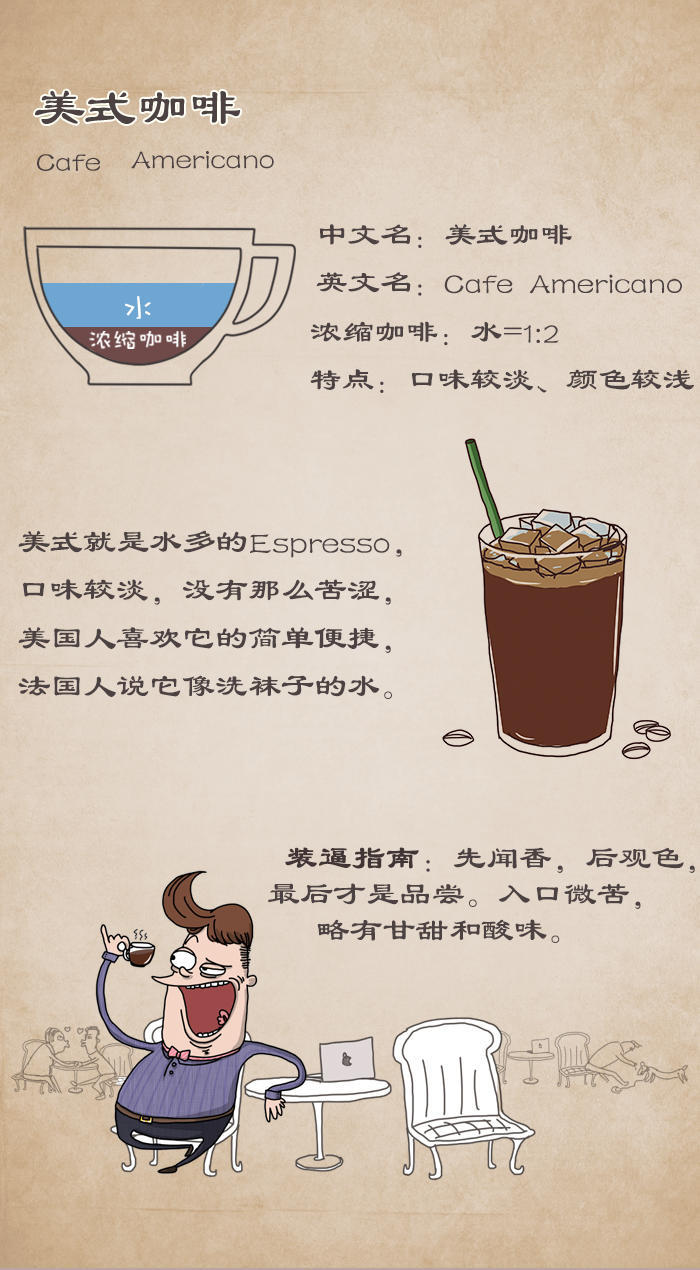 美式咖啡
Cafe Americano
中文名：美式咖啡
英文名：Cafe Americano
浓缩咖啡：水=1:2
特点：口味较淡、颜色较浅
水
浓缩咖啡
美式就是水多的Espresso，
口味较淡，没有那么苦涩，
美国人喜欢它的简单便捷，
法国人说它像洗袜子的水。
装逼指南：先闻香，后观色，
最后才是品尝。入口微苦，
略有甘甜和酸味。